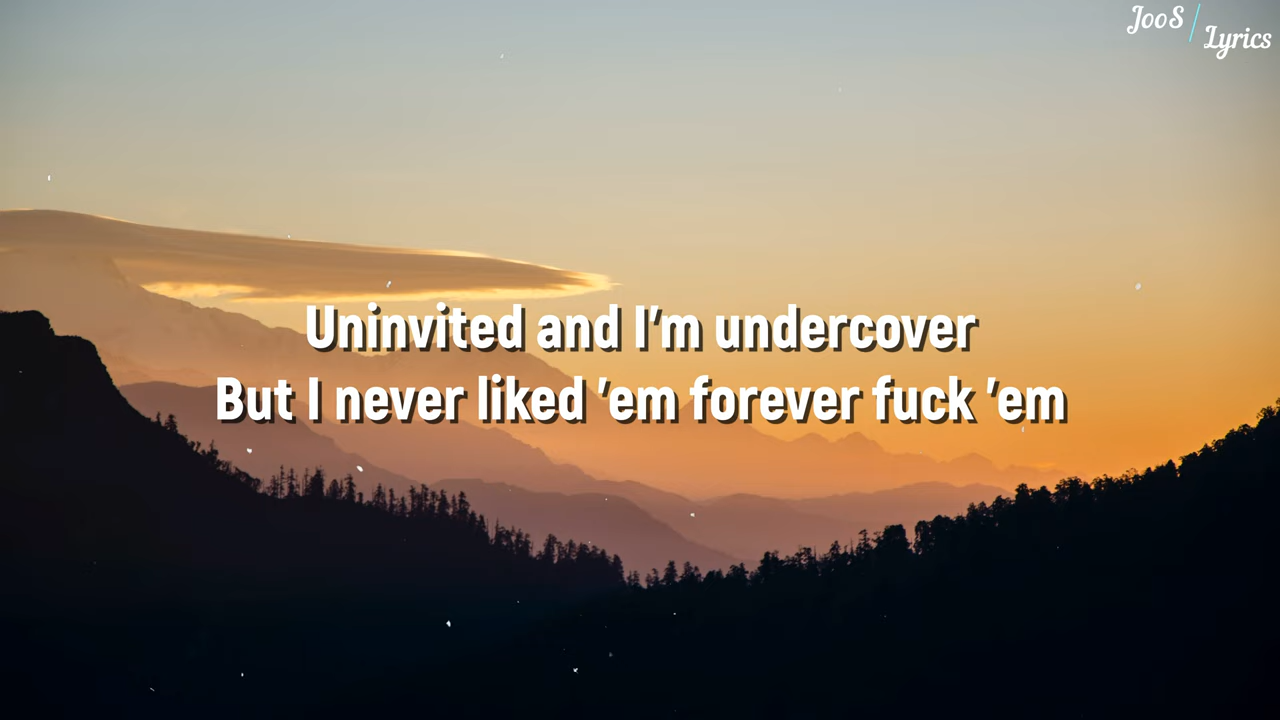 JooS /
Lyrics
Uninvited and I'm undercover
But I never liked 'em forever fuck 'em